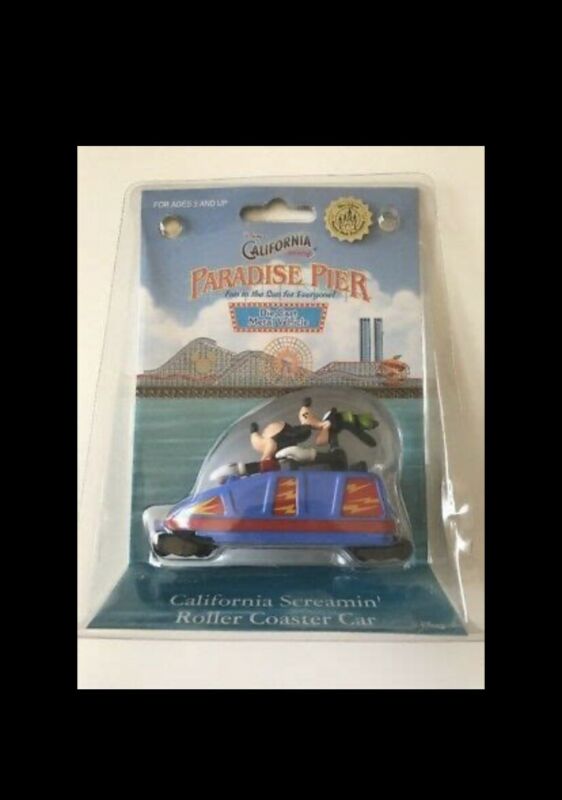 FOR AGES 3 AND UP
CALIFORNIA
PARADISE PIER
Fun in the Sun for Everyone!
Die Cast
Metal Vehicle
California Screamin'
Roller Coaster Car